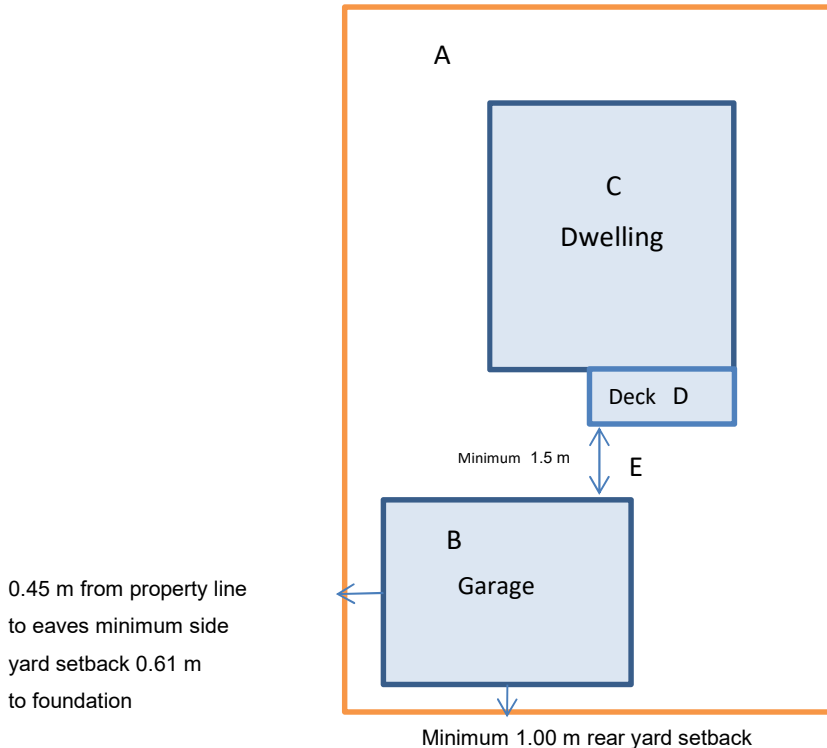 A
C
Dwelling
Deck D
Minimum 1.5 m
E
B
Garage
0.45 m from property line
to eaves minimum side
yard setback 0.61 m
to foundation
Minimum 1.00 m rear yard setback